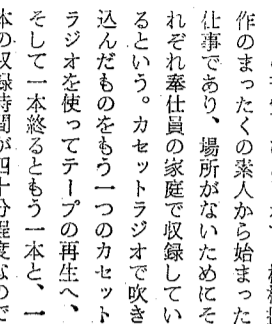 作のまったくの素人から始まった
仕事であり、場所がないためにそ
れぞれ奉仕員の家庭で収録してい
るという。カセットラジオで吹き
込んだものをもう一つのカセット
ラジオを使ってテープの再生へ、
そして一本終るともう一本と、一
本の収録時間が四十分程度なので